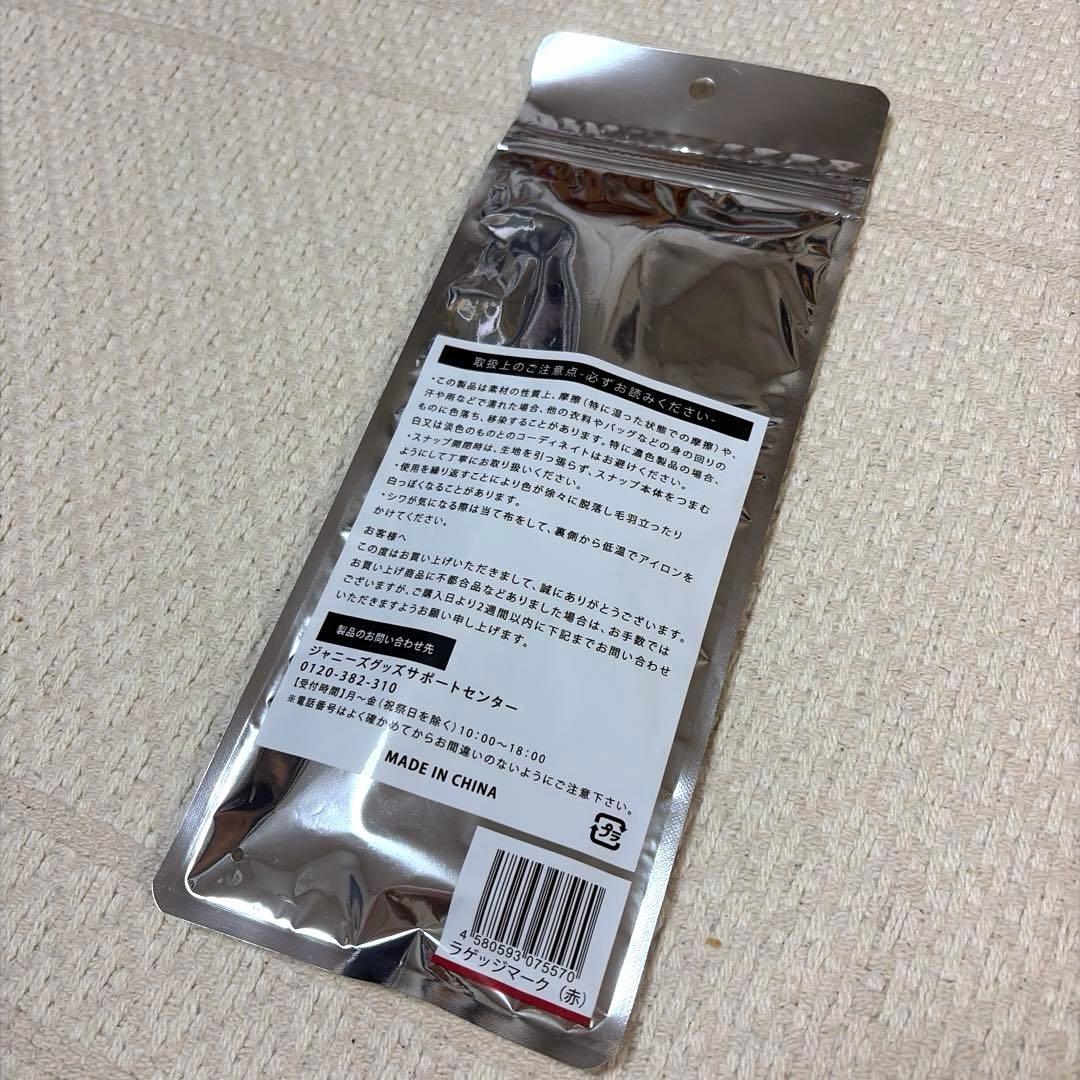 取扱上のご注意点-必ずお読みください-
・この製品は素材の性質上、摩擦(特に湿った状態での摩擦)や、
汗や雨などで濡れた場合、他の衣料やバッグなどの身の回りの
ものに色落ち、移染することがあります。特に濃色製品の場合、
白又は淡色のものとのコーディネイトはお避けください。
・スナップ開閉時は、生地を引っ張らず、スナップ本体をつまむ
ようにして丁寧にお取り扱いください。
・使用を繰り返すことにより色が徐々に脱落し毛羽立ったり
白っぽくなることがあります。
・シワが気になる際は当て布をして、裏側から低温でアイロンを
かけてください。
お客様へ
この度はお買い上げいただきまして、誠にありがとうございます。
お買い上げ商品に不都合品などありました場合は、お手数では
ございますが、ご購入日より2週間以内に下記までお問い合わせ
いただきますようお願い申し上げます。
製品のお問い合わせ先
ジャニーズグッズサポートセンター
0120-382-310
【受付時間】月〜金(祝祭日を除く)10:00〜18:00
※電話番号はよく確かめてからお間違いのないようにご注意下さい。
MADE IN CHINA
プラ
4 580593 075570
ラゲッジマーク(赤)